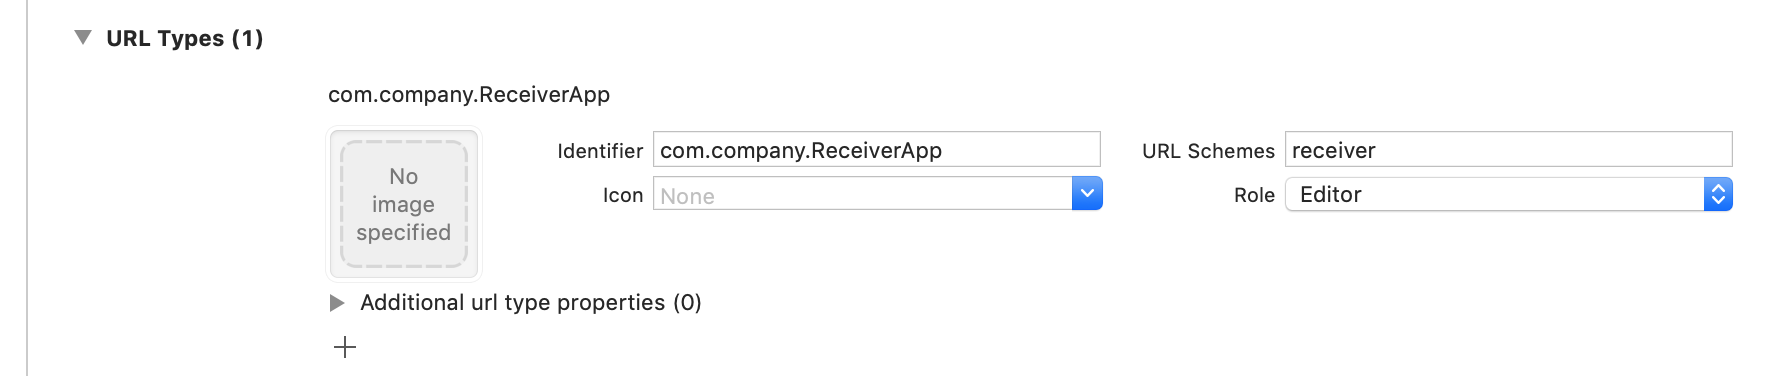 URL Types (1)
com.company.ReceiverApp
No
image
specified
Identifier com.company.ReceiverApp
URL Schemes receiver
Icon None
Role Editor
Additional url type properties (0)